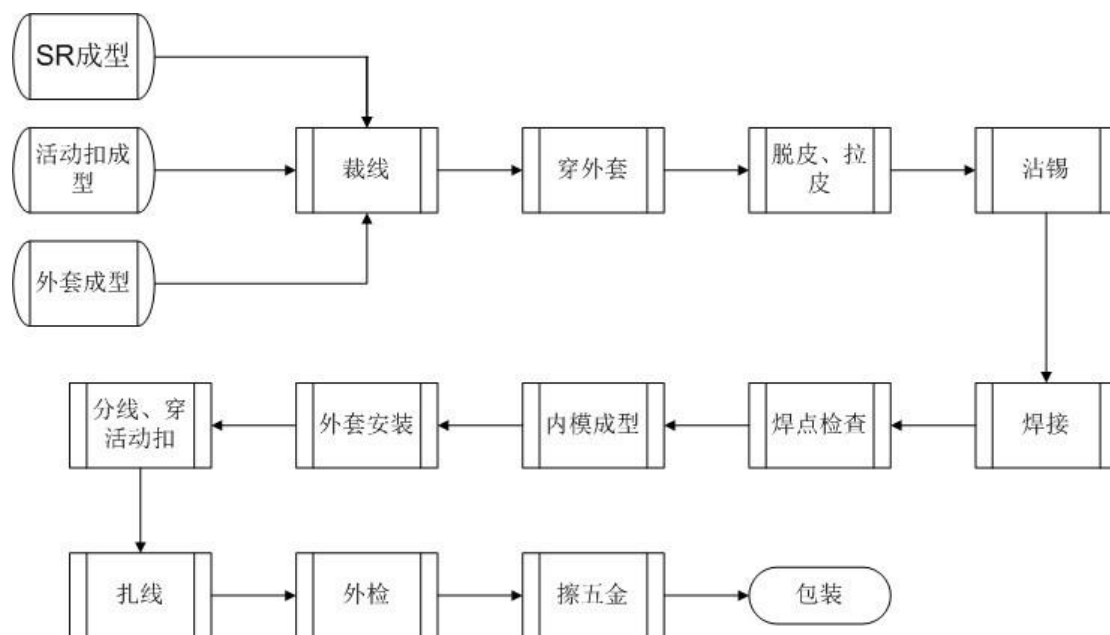 SR成型
活动扣成
型
外套成型
裁线
穿外套
脱皮、拉
皮
沾锡
焊接
焊点检查
内模成型
外套安装
分线、穿
活动扣
扎线
外检
擦五金
包装